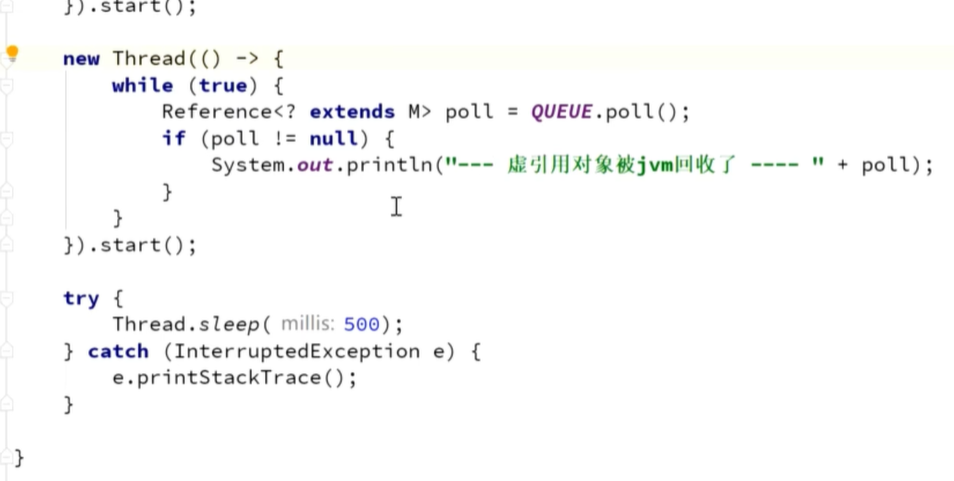 }).start();
new Thread(() -> {
while (true) {
Reference<? extends M> poll = QUEUE.poll();
if (poll != null) {
System.out.println("--- 虚引用对象被jvm回收了 ---- " + poll);
}
}
}).start();
try {
Thread.sleep( millis: 500);
} catch (InterruptedException e) {
e.printStackTrace();
}
}